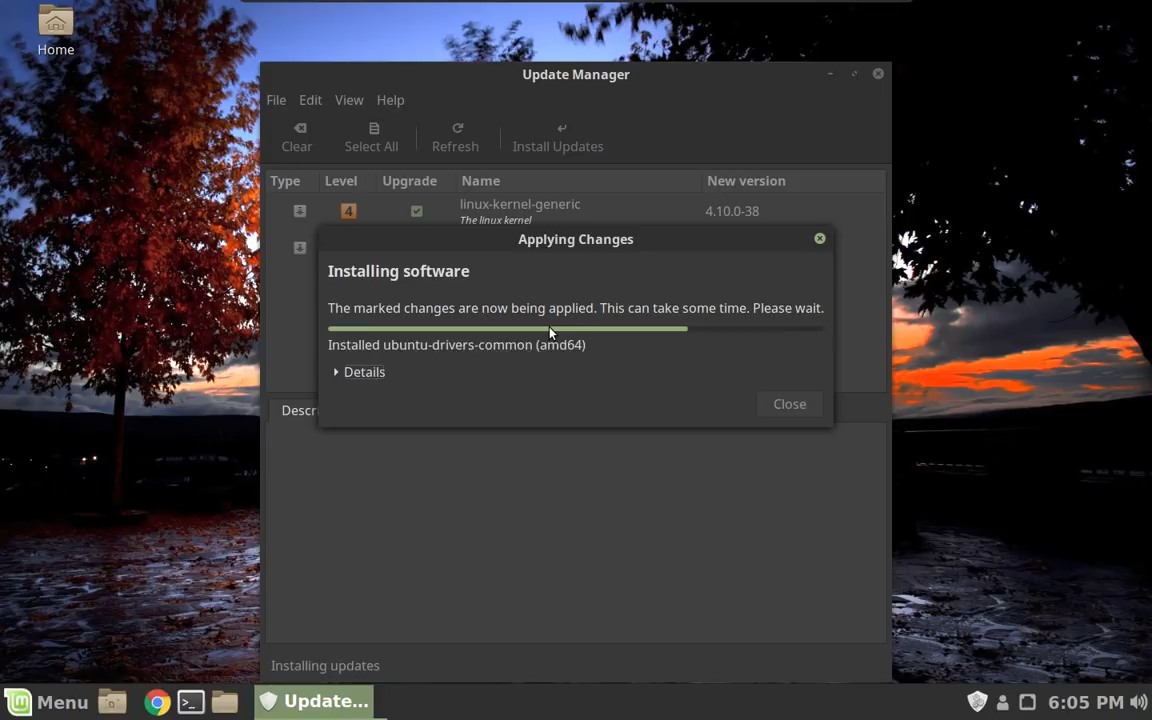 Home
Update Manager
File Edit View Help
Clear Select All Refresh Install Updates
Type Level Upgrade Name New version
4 linux-kernel-generic 4.10.0-38
The linux kernel
Applying Changes
Installing software
The marked changes are now being applied. This can take some time. Please wait.
Installed ubuntu-drivers-common (amd64)
Details
Close
Descr
Installing updates
Menu Update... 6:05 PM